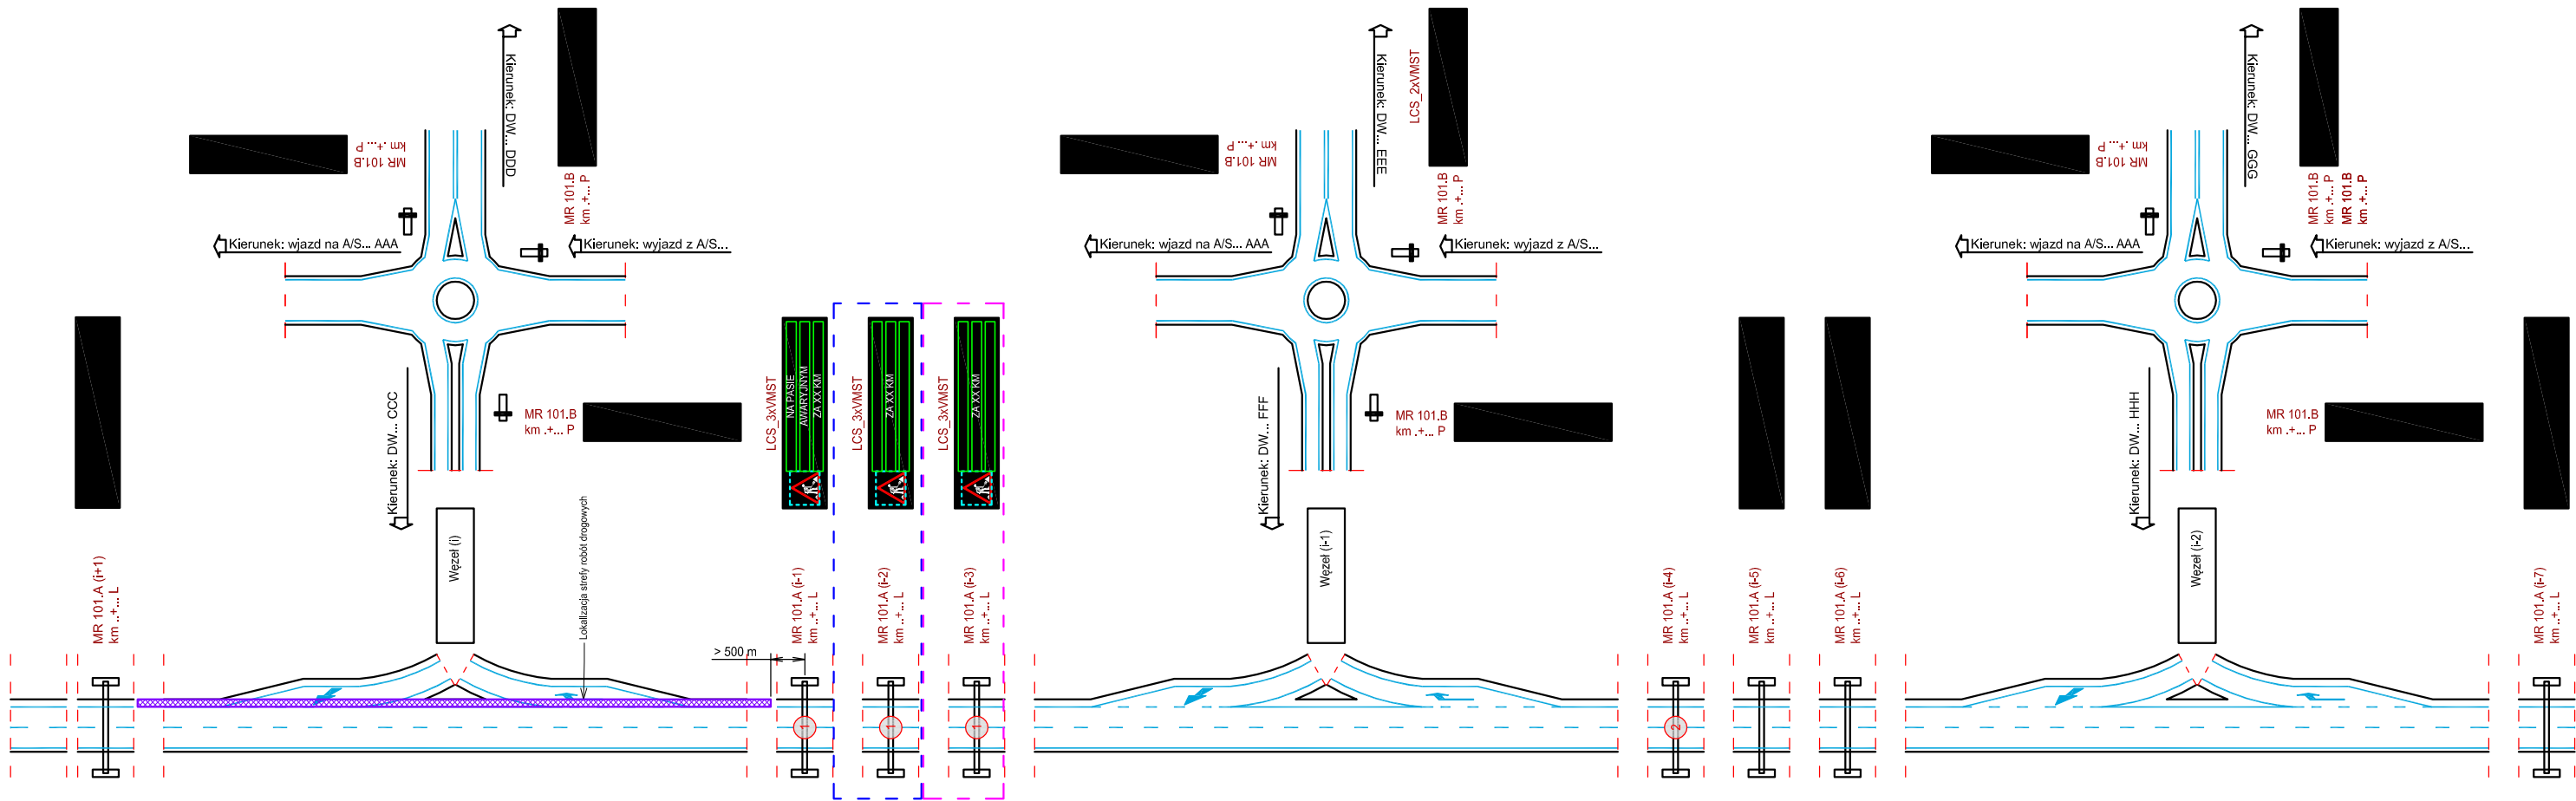 Kierunek: DW... DDD
MR 101.B
km .+... P
MR 101.B
km .+... P
Kierunek: wjazd na A/S... AAA
Kierunek: wyjazd z A/S...
Kierunek: DW... CCC
MR 101.B
km .+... P
Węzeł (i)
Lokalizacja strefy robót drogowych
MR 101.A (i+1)
km ..+... L
> 500 m
LCS_3xVMST
NA PASIE
AWARYJNYM
ZA XX KM
MR 101.A (i-1)
km ..+... L
1
LCS_3xVMST
ZA XX KM
MR 101.A (i-2)
km ..+... L
1
LCS_3xVMST
ZA XX KM
MR 101.A (i-3)
km ..+... L
1
Kierunek: DW... EEE
LCS_2xVMST
MR 101.B
km .+... P
MR 101.B
km .+... P
Kierunek: wjazd na A/S... AAA
Kierunek: wyjazd z A/S...
Kierunek: DW... FFF
MR 101.B
km .+... P
Węzeł (i-1)
MR 101.A (i-4)
km ..+... L
2
MR 101.A (i-5)
km ..+... L
MR 101.A (i-6)
km ..+... L
Kierunek: DW... GGG
MR 101.B
km .+... P
MR 101.B
km .+... P
MR 101.B
km .+... P
Kierunek: wjazd na A/S... AAA
Kierunek: wyjazd z A/S...
Kierunek: DW... HHH
MR 101.B
km .+... P
Węzeł (i-2)
MR 101.A (i-7)
km ..+... L